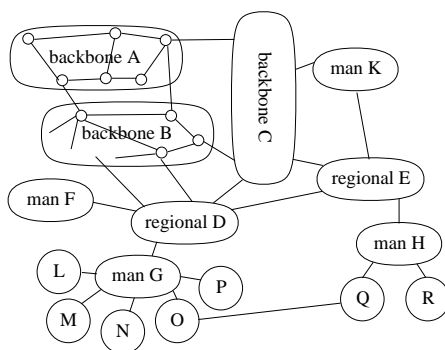 backbone A
backbone C
man K
backbone B
regional E
man F
regional D
man H
L
man G
P
M
N
O
Q
R